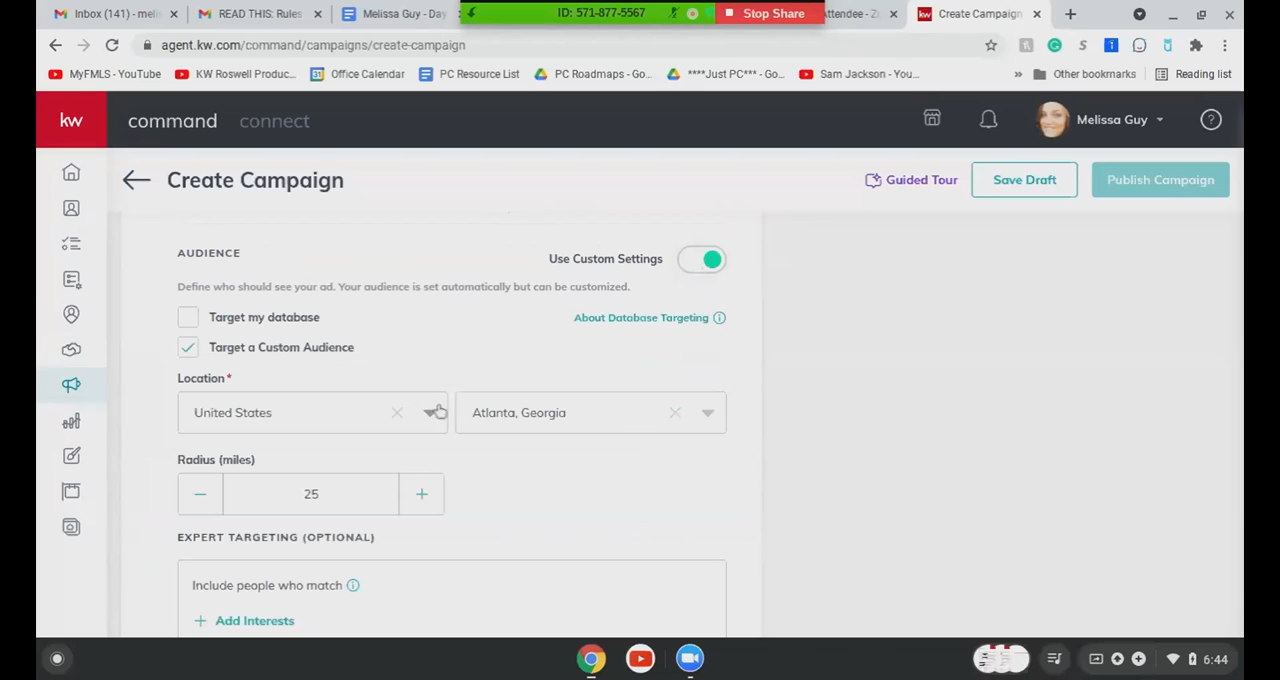 Inbox (141) - meli
READ THIS: Rules
Melissa Guy - Day
ID: 571-877-5567
Stop Share
Attendee - Z
Create Campaign
agent.kw.com/command/campaigns/create-campaign
MyFMLS - YouTube
KW Roswell Produc...
Office Calendar
PC Resource List
PC Roadmaps - Go...
****Just PC*** - Go...
Sam Jackson - You...
»
Other bookmarks
Reading list
kw
command
connect
Melissa Guy
Create Campaign
Guided Tour
Save Draft
Publish Campaign
AUDIENCE
Use Custom Settings
Define who should see your ad. Your audience is set automatically but can be customized.
Target my database
About Database Targeting
Target a Custom Audience
Location*
United States
Atlanta, Georgia
Radius (miles)
25
EXPERT TARGETING (OPTIONAL)
Include people who match
+ Add Interests
6:44